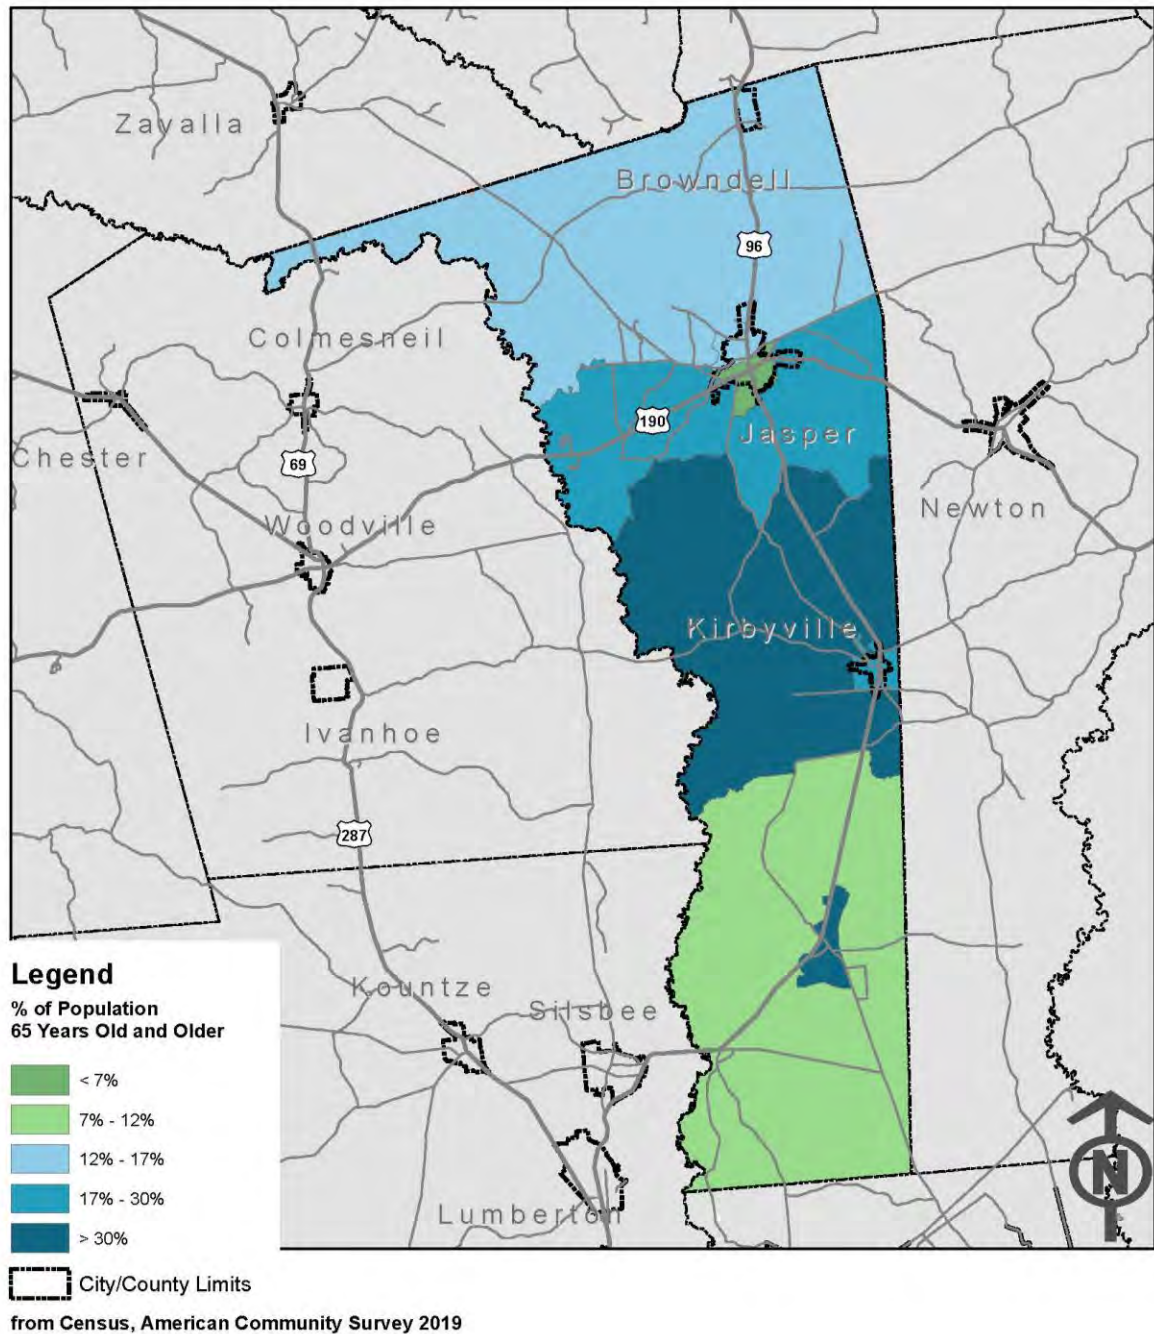 Zavalla
Browndell
96
Colmesneil
190
Jasper
Chester
69
Newton
Woodville
Kirbyville
Ivanhoe
287
Legend
% of Population
65 Years Old and Older
Kountze
Silsbee
< 7%
7% - 12%
12% - 17%
17% - 30%
> 30%
N
Lumberton
City/County Limits
from Census, American Community Survey 2019